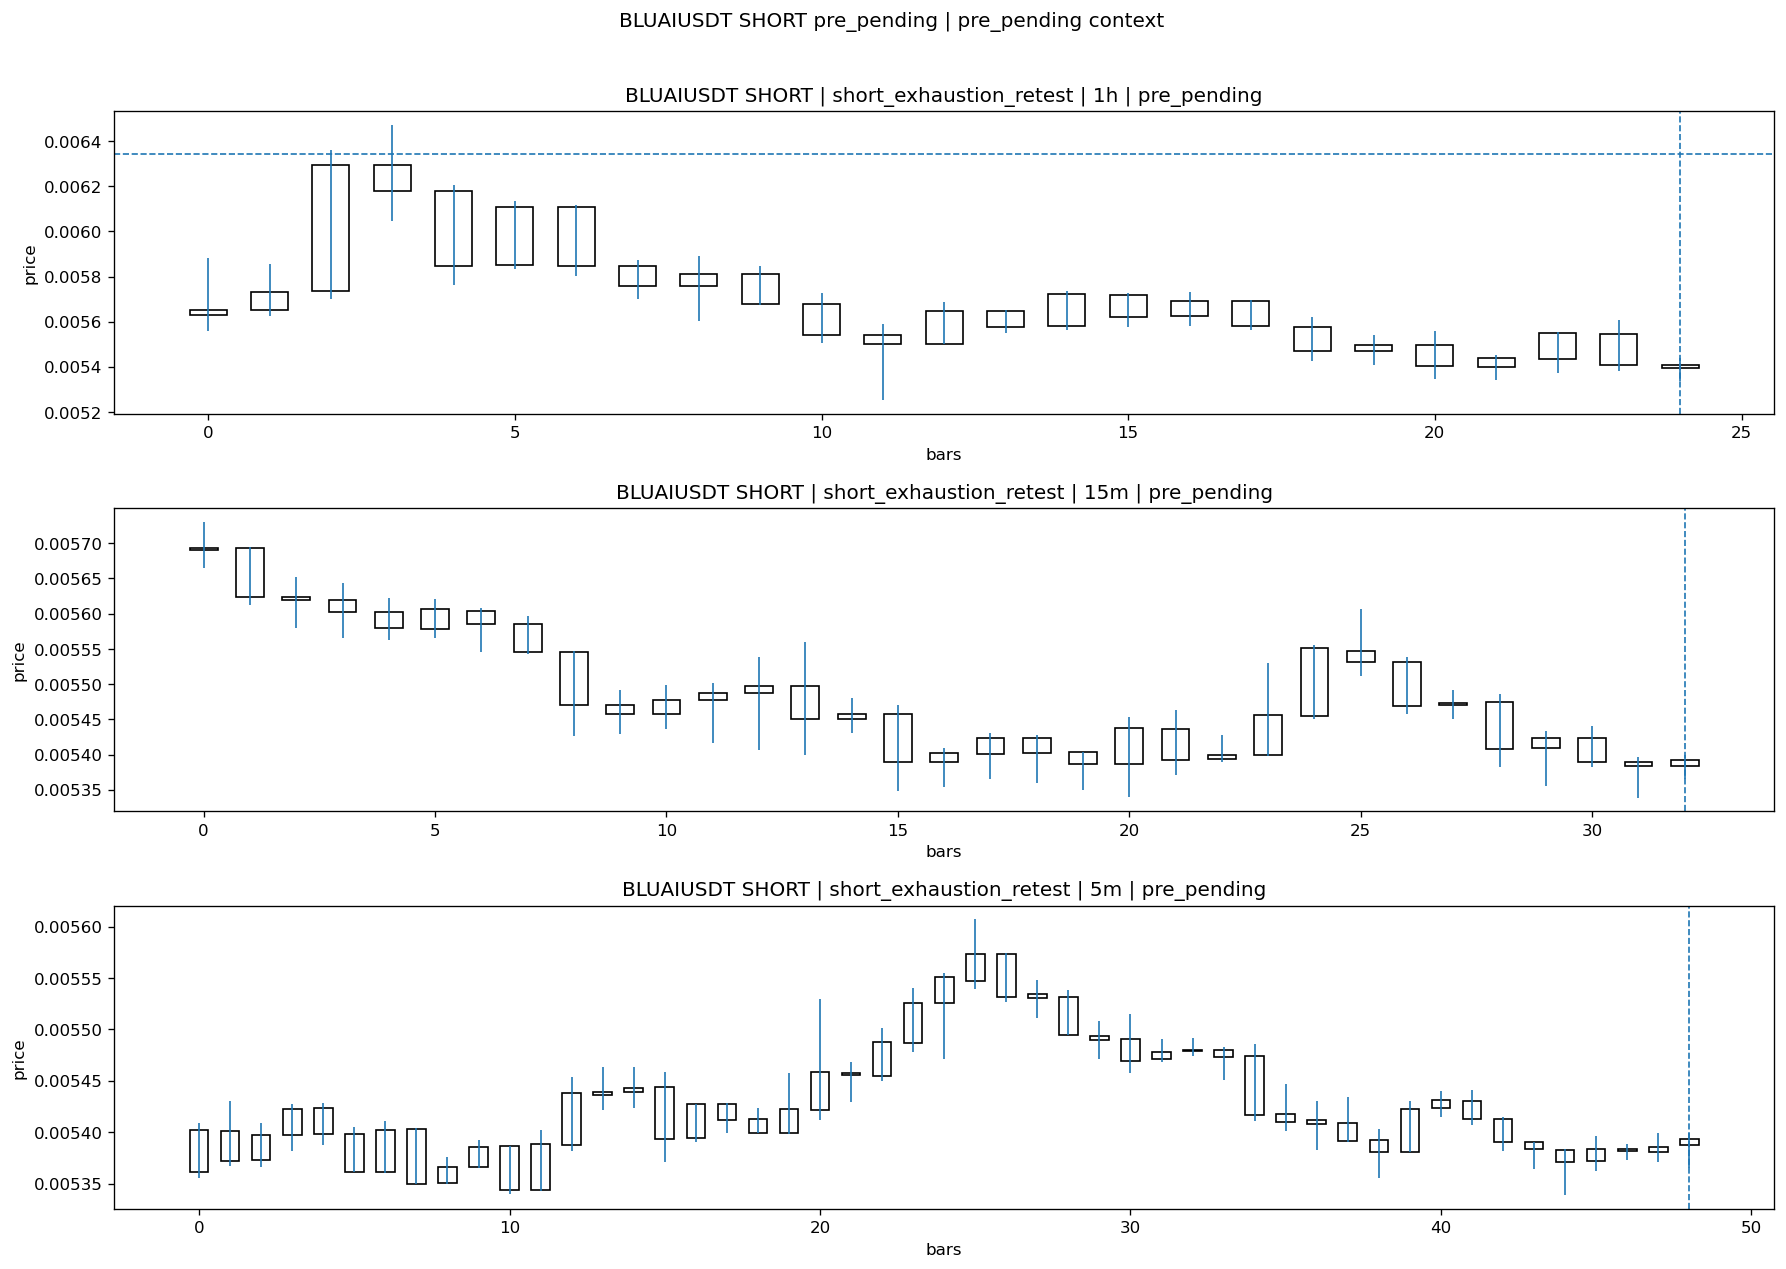 BLUAIUSDT SHORT pre_pending | pre_pending context
BLUAIUSDT SHORT | short_exhaustion_retest | 1h | pre_pending
0.0064
0.0062
0.0060
0.0058
0.0056
0.0054
0.0052
price
0 5 10 15 20 25
bars
BLUAIUSDT SHORT | short_exhaustion_retest | 15m | pre_pending
0.00570
0.00565
0.00560
0.00555
0.00550
0.00545
0.00540
0.00535
price
0 5 10 15 20 25 30
bars
BLUAIUSDT SHORT | short_exhaustion_retest | 5m | pre_pending
0.00560
0.00555
0.00550
0.00545
0.00540
0.00535
price
0 10 20 30 40 50
bars